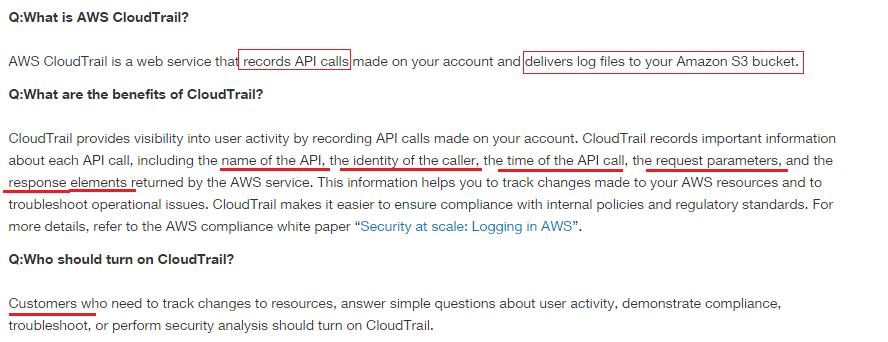 Q:What is AWS CloudTrail?
AWS CloudTrail is a web service that records API calls made on your account and delivers log files to your Amazon S3 bucket.
Q:What are the benefits of CloudTrail?
CloudTrail provides visibility into user activity by recording API calls made on your account. CloudTrail records important information
about each API call, including the name of the API, the identity of the caller, the time of the API call, the request parameters, and the
response elements returned by the AWS service. This information helps you to track changes made to your AWS resources and to
troubleshoot operational issues. CloudTrail makes it easier to ensure compliance with internal policies and regulatory standards. For
more details, refer to the AWS compliance white paper “Security at scale: Logging in AWS”.
Q:Who should turn on CloudTrail?
Customers who need to track changes to resources, answer simple questions about user activity, demonstrate compliance,
troubleshoot, or perform security analysis should turn on CloudTrail.